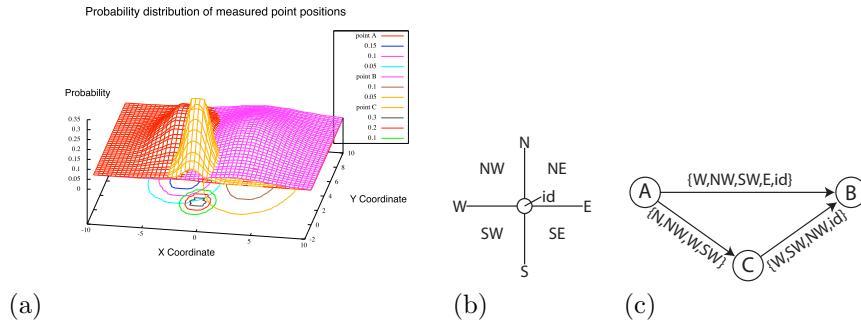 Probability distribution of measured point positions
point A
0.15
0.1
0.05
point B
0.1
0.05
point C
0.3
0.2
0.1
Probability
0.35
0.3
0.25
0.2
0.15
0.1
0.05
0
-10
-5
0
5
10
X Coordinate
-2
0
2
4
6
8
10
Y Coordinate
(a)
N
NW
NE
id
W
E
SW
SE
S
(b)
A
{W,NW,SW,E,id}
B
{N,NW,W,SW}
{W,SW,NW,id}
C
(c)